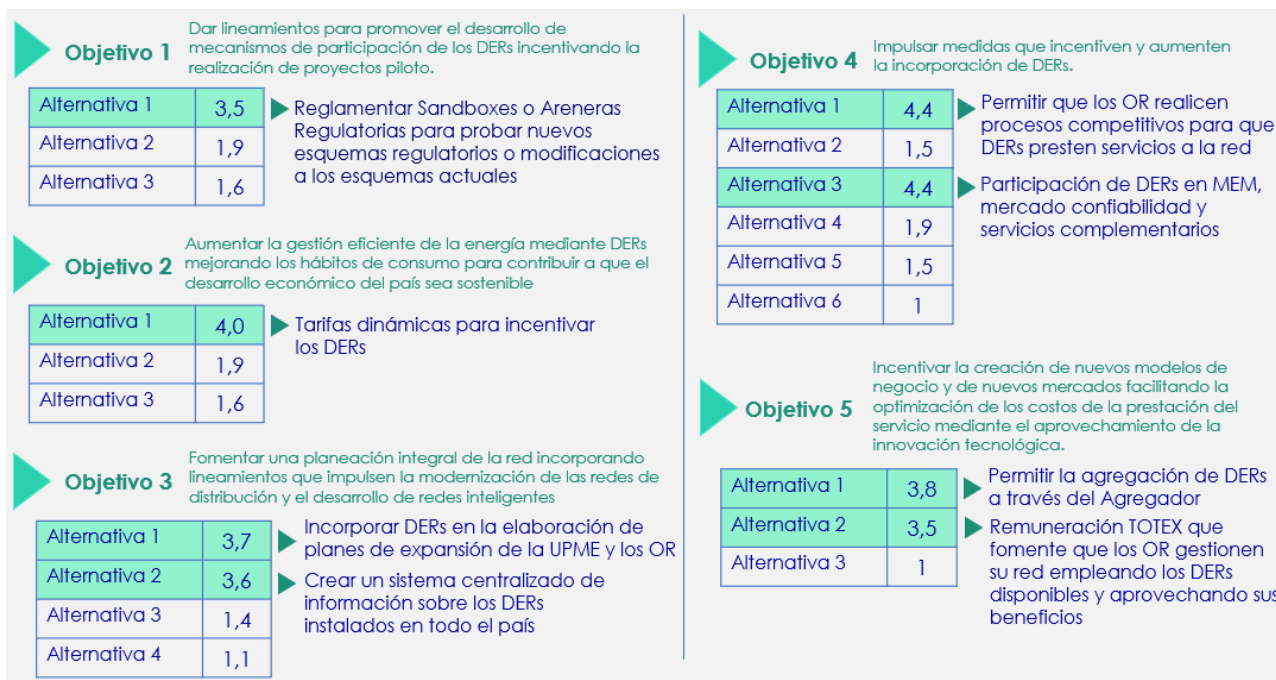 Objetivo 1
Dar lineamientos para promover el desarrollo de
mecanismos de participación de los DERs incentivando la
realización de proyectos piloto.
Alternativa 1 3,5
Alternativa 2 1,9
Alternativa 3 1,6
Reglamentar Sandboxes o Areneras
Regulatorias para probar nuevos
esquemas regulatorios o modificaciones
a los esquemas actuales
Objetivo 2
Aumentar la gestión eficiente de la energía mediante DERs
mejorando los hábitos de consumo para contribuir a que el
desarrollo económico del país sea sostenible
Alternativa 1 4,0
Alternativa 2 1,9
Alternativa 3 1,6
Tarifas dinámicas para incentivar
los DERs
Objetivo 3
Fomentar una planeación integral de la red incorporando
lineamientos que impulsen la modernización de las redes de
distribución y el desarrollo de redes inteligentes
Alternativa 1 3,7
Alternativa 2 3,6
Alternativa 3 1,4
Alternativa 4 1,1
Incorporar DERs en la elaboración de
planes de expansión de la UPME y los OR
Crear un sistema centralizado de
información sobre los DERs
instalados en todo el país
Objetivo 4
Impulsar medidas que incentiven y aumenten
la incorporación de DERs.
Alternativa 1 4,4
Alternativa 2 1,5
Alternativa 3 4,4
Alternativa 4 1,9
Alternativa 5 1,5
Alternativa 6 1
Permitir que los OR realicen
procesos competitivos para que
DERs presten servicios a la red
Participación de DERs en MEM,
mercado confiabilidad y
servicios complementarios
Objetivo 5
Incentivar la creación de nuevos modelos de
negocio y de nuevos mercados facilitando la
optimización de los costos de la prestación del
servicio mediante el aprovechamiento de la
innovación tecnológica.
Alternativa 1 3,8
Alternativa 2 3,5
Alternativa 3 1
Permitir la agregación de DERs
a través del Agregador
Remuneración TOTEX que
fomente que los OR gestionen
su red empleando los DERs
disponibles y aprovechando sus
beneficios